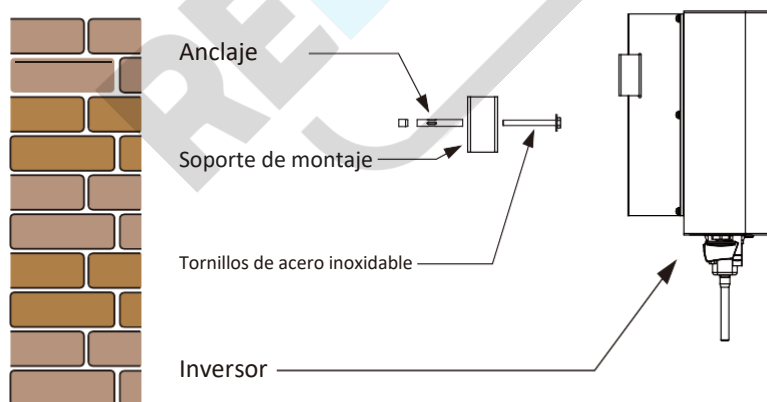 Anclaje
Soporte de montaje
Tornillos de acero inoxidable
Inversor